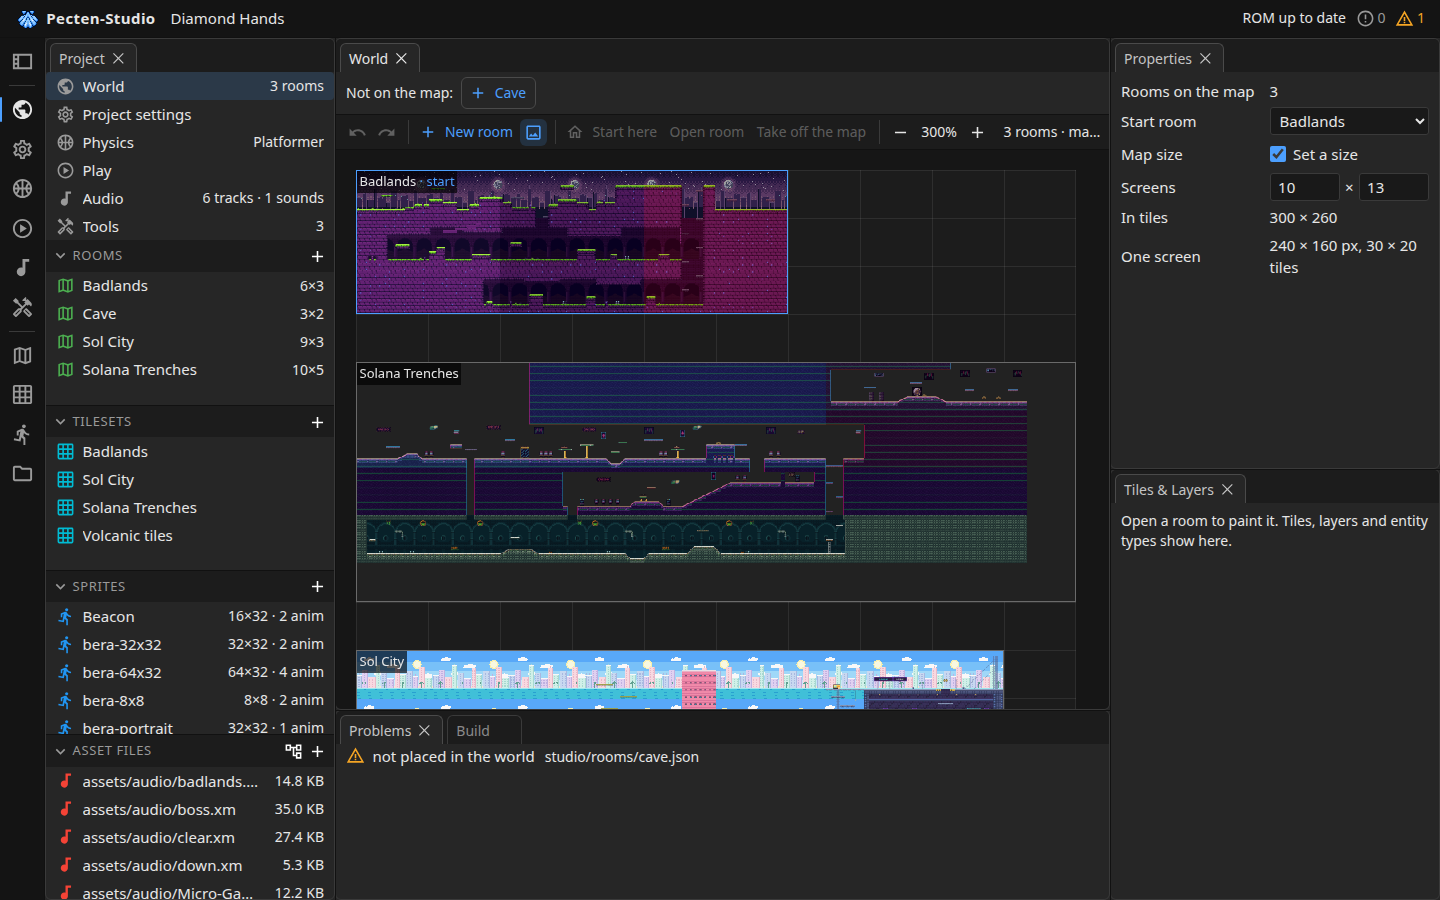 Pecten-Studio Diamond Hands ROM up to date 0 1
Project
World 3 rooms
Project settings
Physics Platformer
Play
Audio 6 tracks · 1 sounds
Tools 3
ROOMS
Badlands 6×3
Cave 3×2
Sol City 9×3
Solana Trenches 10×5
TILESETS
Badlands
Sol City
Solana Trenches
Volcanic tiles
SPRITES
Beacon 16×32 · 2 anim
bera-32x32 32×32 · 2 anim
bera-64x32 64×32 · 4 anim
bera-8x8 8×8 · 2 anim
bera-portrait 32×32 · 1 anim
ASSET FILES
assets/audio/badlands.... 14.8 KB
assets/audio/boss.xm 35.0 KB
assets/audio/clear.xm 27.4 KB
assets/audio/down.xm 5.3 KB
assets/audio/Micro-Ga... 12.2 KB
World
Not on the map: + Cave
+ New room Start here Open room Take off the map − 300% + 3 rooms · ma...
Badlands · start
Solana Trenches
Sol City
Problems Build
not placed in the world studio/rooms/cave.json
Properties
Rooms on the map 3
Start room Badlands
Map size Set a size
Screens 10 × 13
In tiles 300 × 260
One screen 240 × 160 px, 30 × 20
tiles
Tiles & Layers
Open a room to paint it. Tiles, layers and entity
types show here.